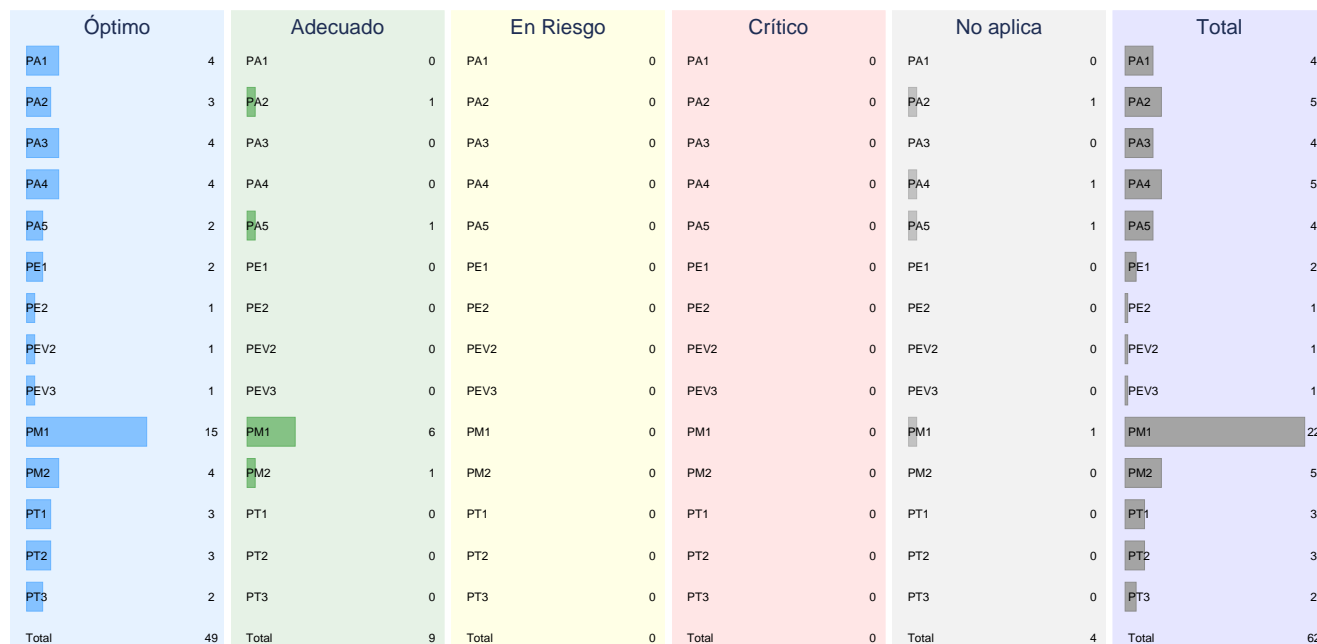 Óptimo Adecuado En Riesgo Crítico No aplica Total
PA1 4 PA1 0 PA1 0 PA1 0 PA1 0 PA1 4
PA2 3 PA2 1 PA2 0 PA2 0 PA2 1 PA2 5
PA3 4 PA3 0 PA3 0 PA3 0 PA3 0 PA3 4
PA4 4 PA4 0 PA4 0 PA4 0 PA4 1 PA4 5
PA5 2 PA5 1 PA5 0 PA5 0 PA5 1 PA5 4
PE1 2 PE1 0 PE1 0 PE1 0 PE1 0 PE1 2
PE2 1 PE2 0 PE2 0 PE2 0 PE2 0 PE2 1
PEV2 1 PEV2 0 PEV2 0 PEV2 0 PEV2 0 PEV2 1
PEV3 1 PEV3 0 PEV3 0 PEV3 0 PEV3 0 PEV3 1
PM1 15 PM1 6 PM1 0 PM1 0 PM1 1 PM1 22
PM2 4 PM2 1 PM2 0 PM2 0 PM2 0 PM2 5
PT1 3 PT1 0 PT1 0 PT1 0 PT1 0 PT1 3
PT2 3 PT2 0 PT2 0 PT2 0 PT2 0 PT2 3
PT3 2 PT3 0 PT3 0 PT3 0 PT3 0 PT3 2
Total 49 Total 9 Total 0 Total 0 Total 4 Total 62